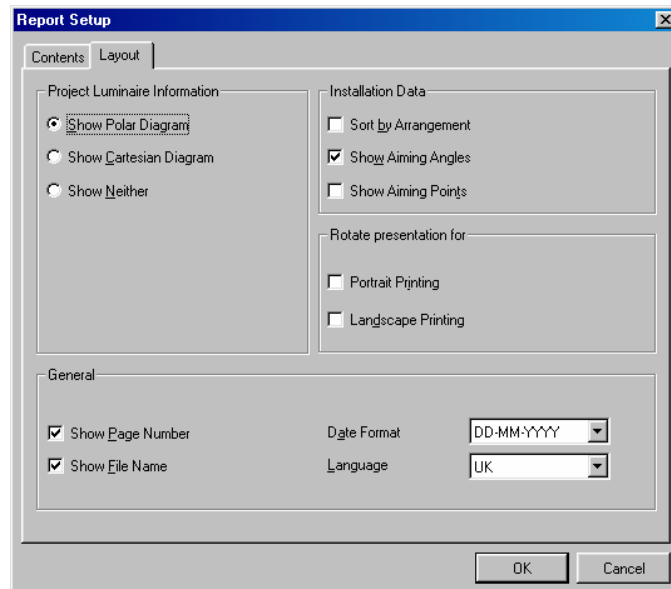 Report Setup
Contents
Layout
Project Luminaire Information
Show Polar Diagram
Show Cartesian Diagram
Show Neither
Installation Data
Sort by Arrangement
Show Aiming Angles
Show Aiming Points
Rotate presentation for
Portrait Printing
Landscape Printing
General
Show Page Number
Show File Name
Date Format
DD-MM-YYYY
Language
UK
OK
Cancel